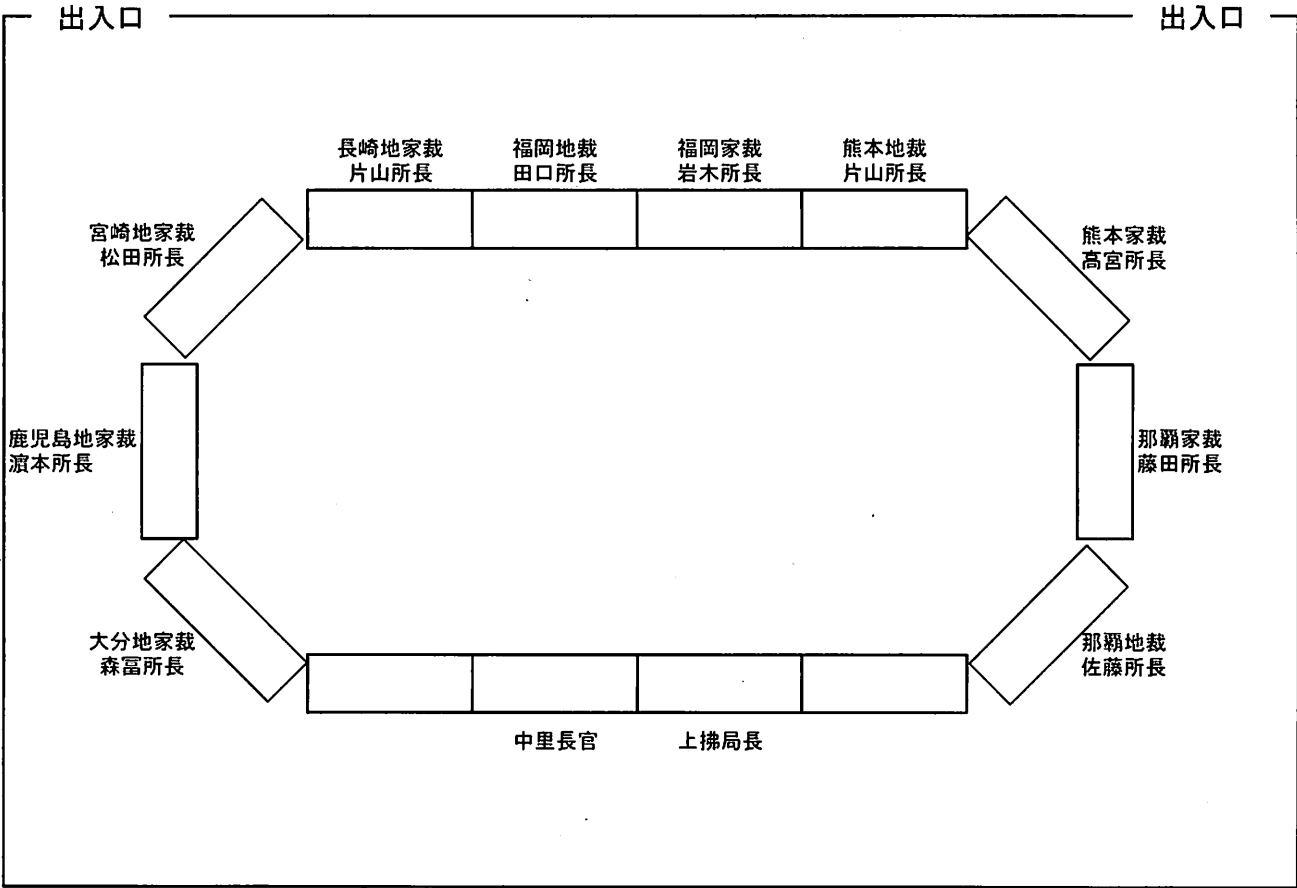 出入口
出入口
長崎地家裁
片山所長
福岡地裁
田口所長
福岡家裁
岩木所長
熊本地裁
片山所長
宮崎地家裁
松田所長
熊本家裁
髙宮所長
鹿児島地家裁
濵本所長
那覇家裁
藤田所長
大分地家裁
森冨所長
那覇地裁
佐藤所長
中里長官
上拂局長